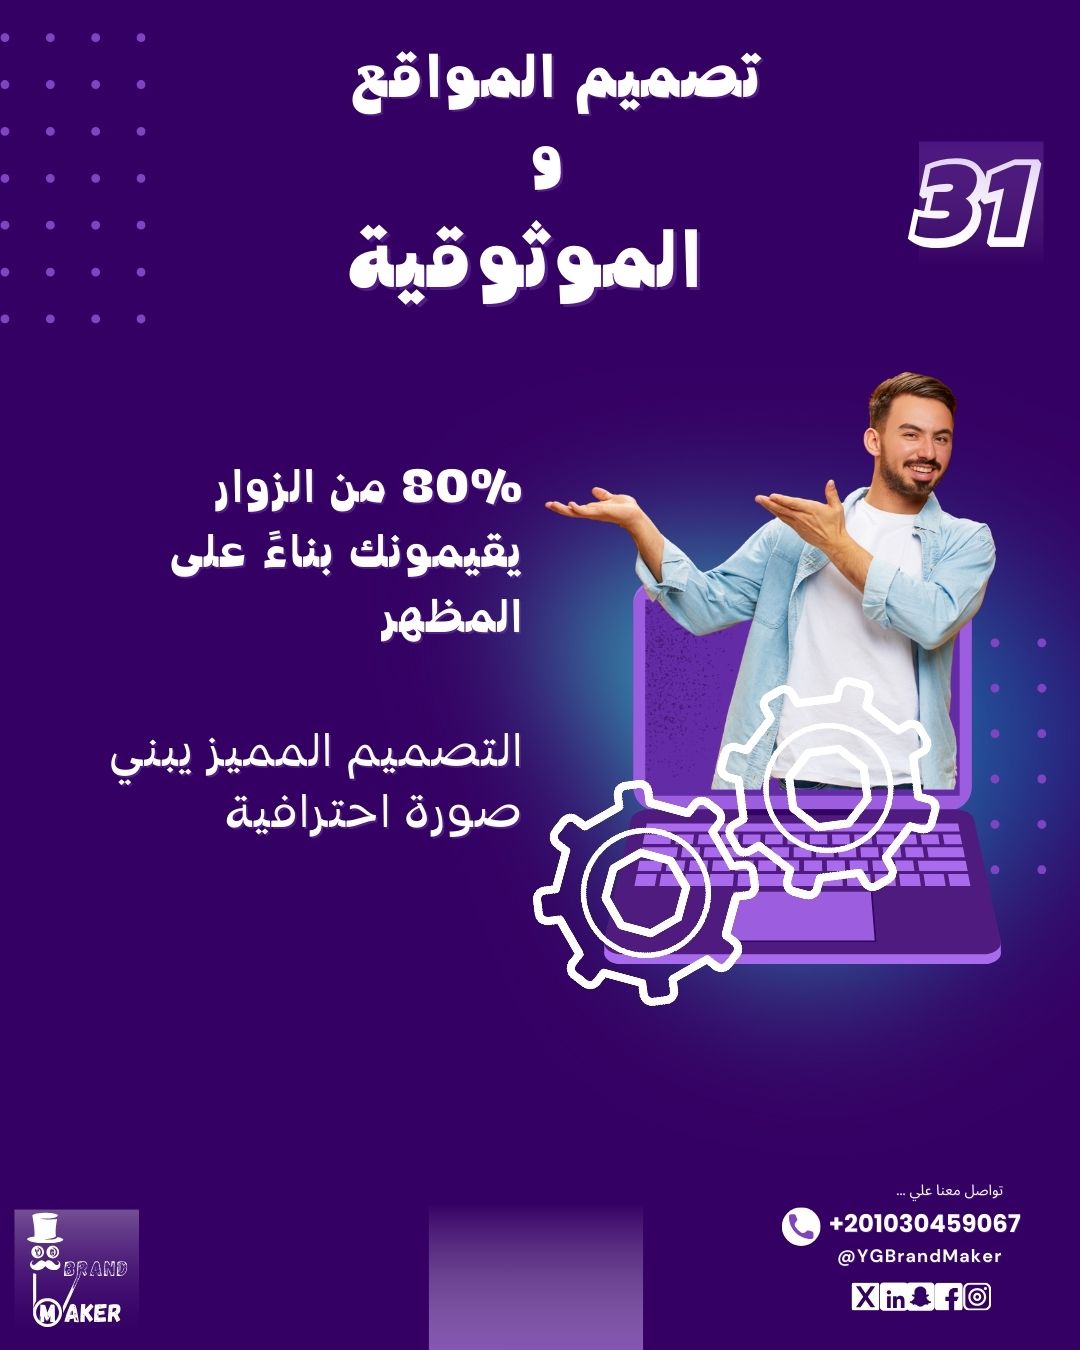 تصميم المواقع
و
الموثوقية
31
80% من الزوار
يقيمونك بناءً على
المظهر
التصميم المميز يبني
صورة احترافية
تواصل معنا علي ...
+201030459067
@YGBrandMaker
BRAND
MAKER